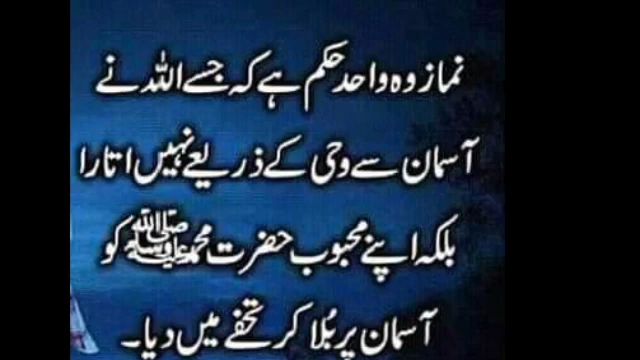 نماز وہ واحد حکم ہے کہ جسے اللہ نے
آسمان سے وحی کے ذریعے نہیں اتارا
بلکہ اپنے محبوب حضرت محمد صلی اللہ علیہ وسلم کو
آسمان پر بُلا کر تحفے میں دیا۔